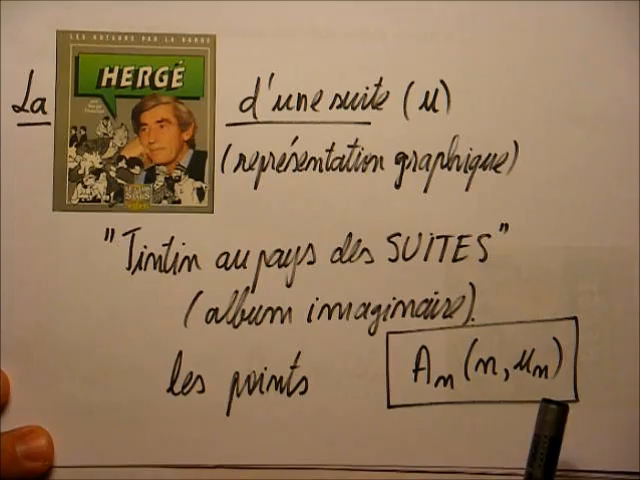 LES AUTEURS PAR LA BANDE
HERGÉ
La d'une suite (u)
(représentation graphique)
"Tintin au pays des SUITES"
(album imaginaire).
les points An(n, un)